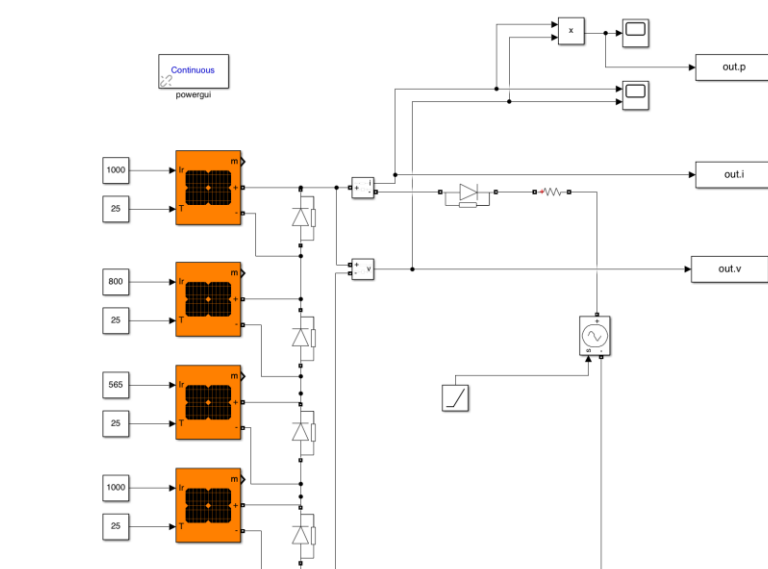 x
out.p
Continuous
powergui
m
1000
Ir
+
i
+
-
out.i
25
T
-
m
800
Ir
+
-
v
out.v
+
25
T
-
+
s
-
m
565
Ir
+
25
T
-
m
1000
Ir
+
25
T
-